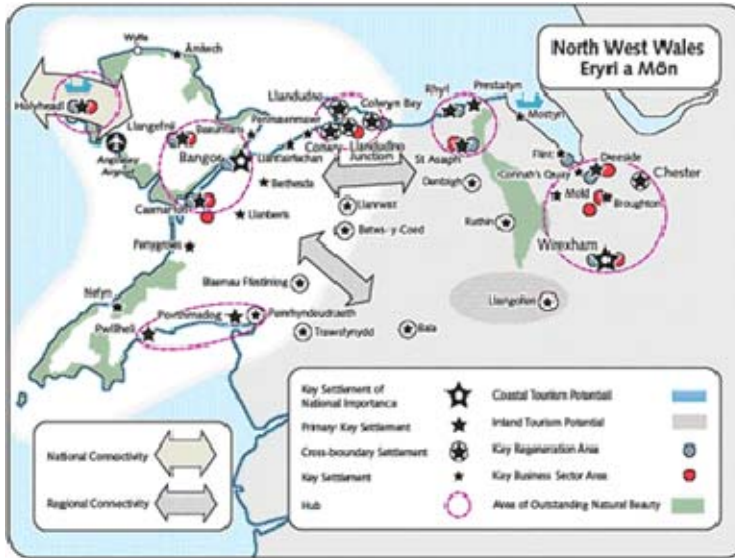 North West Wales
Eryri a Môn
Wylfa
Amlwch
Holyhead
Llangefni
Beaumaris
Anglesey
Airport
Bangor
Penmaenmawr
Llanfairfechan
Bethesda
Llanberis
Caernarfon
Penygroes
Nefyn
Pwllheli
Porthmadog
Penrhyndeudraeth
Blaenau Ffestiniog
Trawsfynydd
Bala
Llandudno
Colwyn Bay
Conwy
Llandudno
Junction
Llanrwst
Betws-y-Coed
Rhyl
Prestatyn
Mostyn
St Asaph
Denbigh
Ruthin
Flint
Connah's Quay
Deeside
Mold
Chester
Broughton
Wrexham
Llangollen
National Connectivity
Regional Connectivity
Key Settlement of
National Importance
Primary Key Settlement
Cross-boundary Settlement
Key Settlement
Hub
Coastal Tourism Potential
Inland Tourism Potential
Key Regeneration Area
Key Business Sector Area
Area of Outstanding Natural Beauty